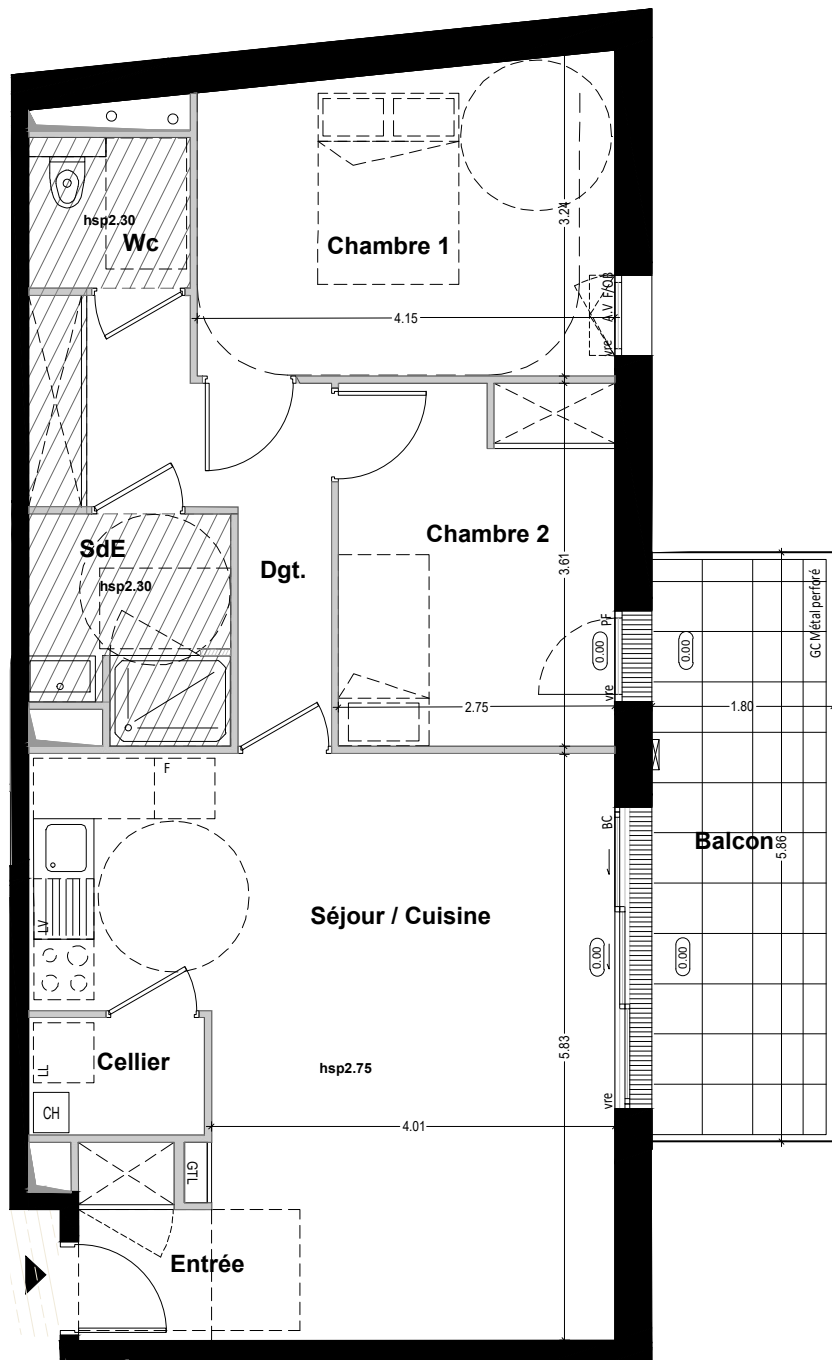 hsp2.30
Wc
Chambre 1
3.24
4.15
A.V F/OB
vre
Chambre 2
SdE
hsp2.30
Dgt.
3.61
GC Métal perforé
PF
0.00
0.00
vre
2.75
1.80
F
BC
Balcon
5.86
LV
Séjour / Cuisine
0.00
0.00
LL
Cellier
hsp2.75
5.83
vre
CH
4.01
GTL
Entrée